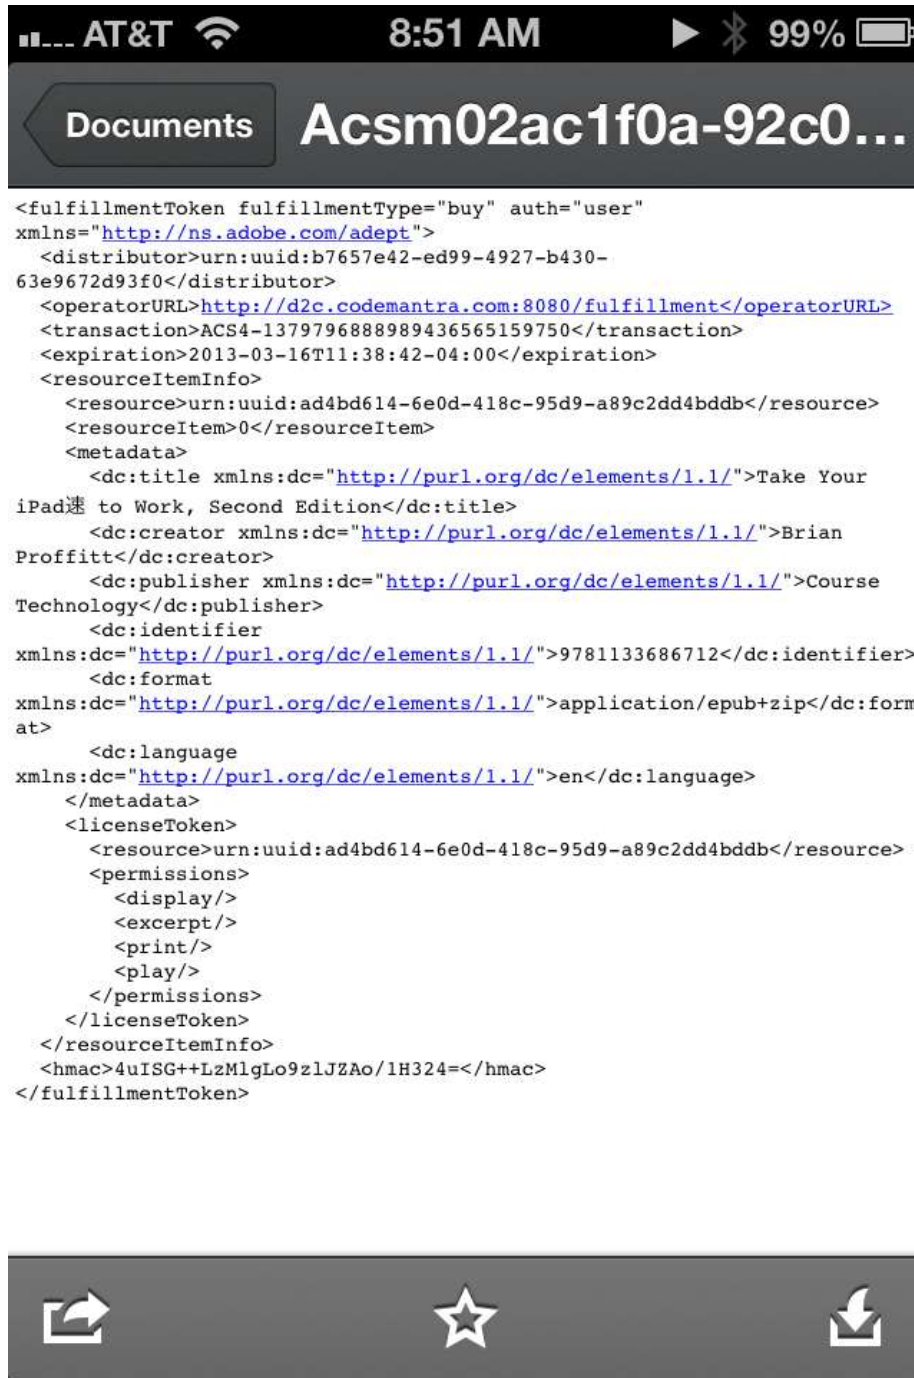 AT&T 8:51 AM 99%
Documents Acsm02ac1f0a-92c0...
<fulfillmentToken fulfillmentType="buy" auth="user"
xmlns="http://ns.adobe.com/adept">
<distributor>urn:uuid:b7657e42-ed99-4927-b430-
63e9672d93f0</distributor>
<operatorURL>http://d2c.codemantra.com:8080/fulfillment</operatorURL>
<transaction>ACS4-1379796888989436565159750</transaction>
<expiration>2013-03-16T11:38:42-04:00</expiration>
<resourceItemInfo>
<resource>urn:uuid:ad4bd614-6e0d-418c-95d9-a89c2dd4bddb</resource>
<resourceItem>0</resourceItem>
<metadata>
<dc:title xmlns:dc="http://purl.org/dc/elements/1.1/">Take Your
iPad速 to Work, Second Edition</dc:title>
<dc:creator xmlns:dc="http://purl.org/dc/elements/1.1/">Brian
Proffitt</dc:creator>
<dc:publisher xmlns:dc="http://purl.org/dc/elements/1.1/">Course
Technology</dc:publisher>
<dc:identifier
xmlns:dc="http://purl.org/dc/elements/1.1/">9781133686712</dc:identifier>
<dc:format
xmlns:dc="http://purl.org/dc/elements/1.1/">application/epub+zip</dc:form
at>
<dc:language
xmlns:dc="http://purl.org/dc/elements/1.1/">en</dc:language>
</metadata>
<licenseToken>
<resource>urn:uuid:ad4bd614-6e0d-418c-95d9-a89c2dd4bddb</resource>
<permissions>
<display/>
<excerpt/>
<print/>
<play/>
</permissions>
</licenseToken>
</resourceItemInfo>
<hmac>4uISG++LzMlgLo9zlJZAo/1H324=</hmac>
</fulfillmentToken>